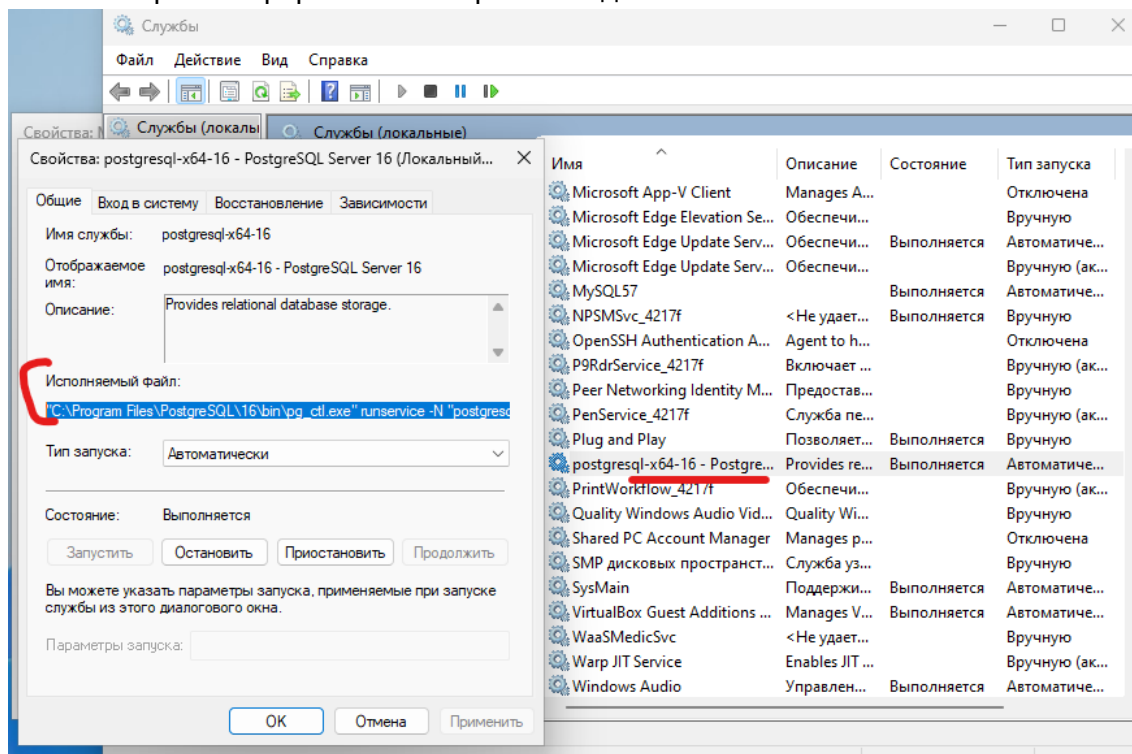 Службы
Файл Действие Вид Справка
Свойства:
Службы (локалы
Службы (локальные)
Свойства: postgresql-x64-16 - PostgreSQL Server 16 (Локальный...
Общие Вход в систему Восстановление Зависимости
Имя службы: postgresql-x64-16
Отображаемое имя: postgresql-x64-16 - PostgreSQL Server 16
Описание: Provides relational database storage.
Исполняемый файл:
"C:\Program Files\PostgreSQL\16\bin\pg_ctl.exe" runservice -N "postgresq
Тип запуска: Автоматически
Состояние: Выполняется
Запустить Остановить Приостановить Продолжить
Вы можете указать параметры запуска, применяемые при запуске
службы из этого диалогового окна.
Параметры запуска:
ОК Отмена Применить
Имя Описание Состояние Тип запуска
Microsoft App-V Client Manages A... Отключена
Microsoft Edge Elevation Se... Обеспечи... Вручную
Microsoft Edge Update Serv... Обеспечи... Выполняется Автоматиче...
Microsoft Edge Update Serv... Обеспечи... Вручную (ак...
MySQL57 Выполняется Автоматиче...
NPSMSvc_4217f <Не удает... Выполняется Вручную
OpenSSH Authentication A... Agent to h... Отключена
P9RdrService_4217f Включает ... Вручную
Peer Networking Identity M... Предостав... Вручную
PenService_4217f Служба пе... Вручную
Plug and Play Позволяет... Выполняется Вручную
postgresql-x64-16 - Postgre... Provides re... Выполняется Автоматиче...
PrintWorkflow_4217f Обеспечи... Вручную (ак...
Quality Windows Audio Vid... Quality Wi... Вручную
Shared PC Account Manager Manages p... Отключена
SMP дисковых пространст... Служба уз... Вручную
SysMain Поддержи... Выполняется Автоматиче...
VirtualBox Guest Additions ... Manages V... Выполняется Автоматиче...
WaaSMedicSvc <Не удает... Вручную
Warp JIT Service Enables JIT ... Вручную (ак...
Windows Audio Управлен... Выполняется Автоматиче...